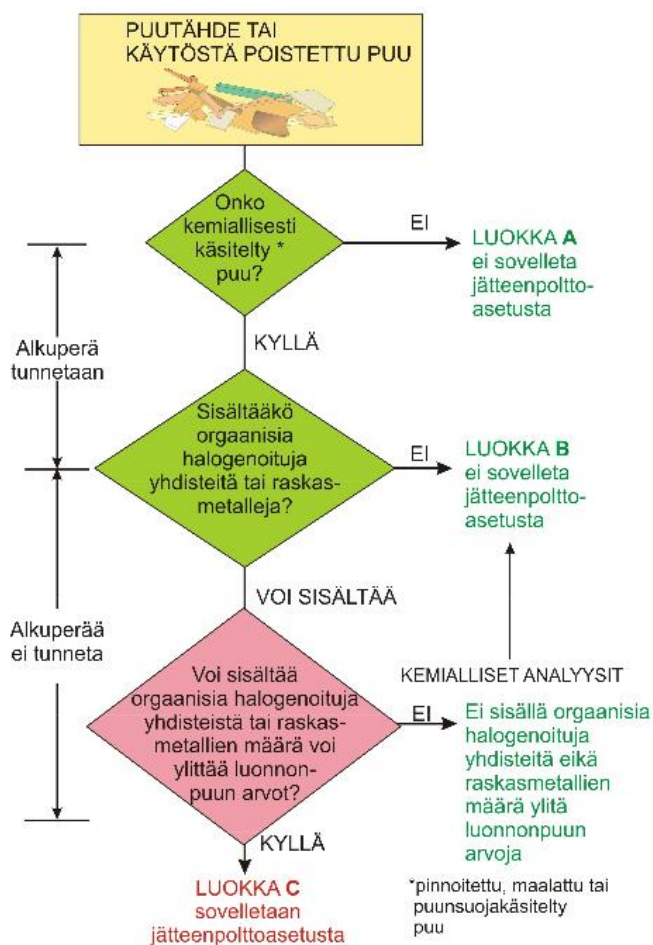 PUUTÄHDE TAI
KÄYTÖSTÄ POISTETTU PUU
Onko
kemiallisesti
käsitelty *
puu?
EI
LUOKKA A
ei sovelleta
jätteenpoltto-
asetusta
KYLLÄ
Alkuperä
tunnetaan
Sisältääkö
orgaanisia
halogenoituja
yhdisteitä tai raskas-
metalleja?
EI
LUOKKA B
ei sovelleta
jätteenpoltto-
asetusta
VOI SISÄLTÄÄ
Alkuperää
ei tunneta
Voi sisältää
orgaanisia halogenoituja
yhdisteistä tai raskas-
metallien määrä voi
ylittää luonnon-
puun arvot?
EI
KEMIALLISET ANALYYSIT
Ei sisällä orgaanisia
halogenoituja
yhdisteitä eikä
raskasmetallien
määrä ylitä
luonnonpuun
arvoja
KYLLÄ
LUOKKA C
sovelletaan
jätteenpolttoasetusta
*pinnoitettu, maalattu tai
puunsuojakäsitelty
puu